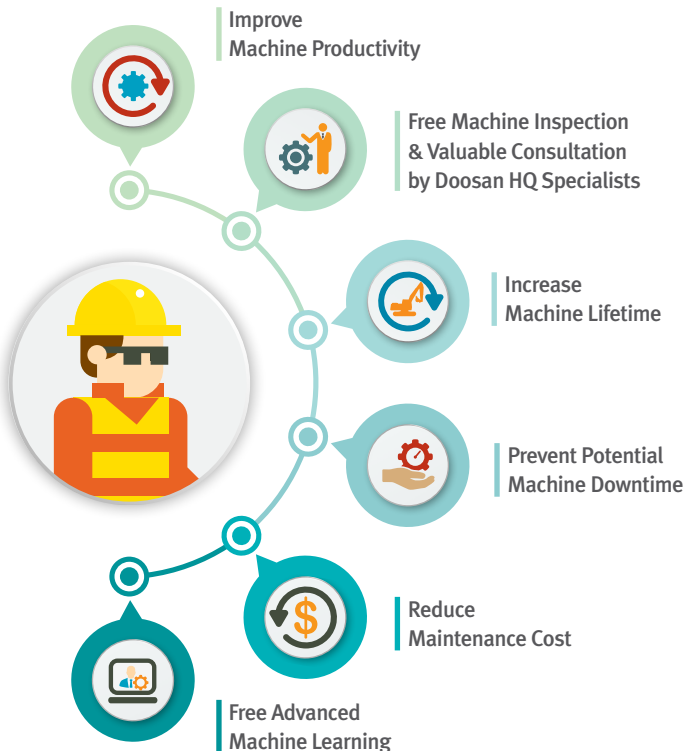 Improve
Machine Productivity
Free Machine Inspection
& Valuable Consultation
by Doosan HQ Specialists
Increase
Machine Lifetime
Prevent Potential
Machine Downtime
$
Reduce
Maintenance Cost
Free Advanced
Machine Learning